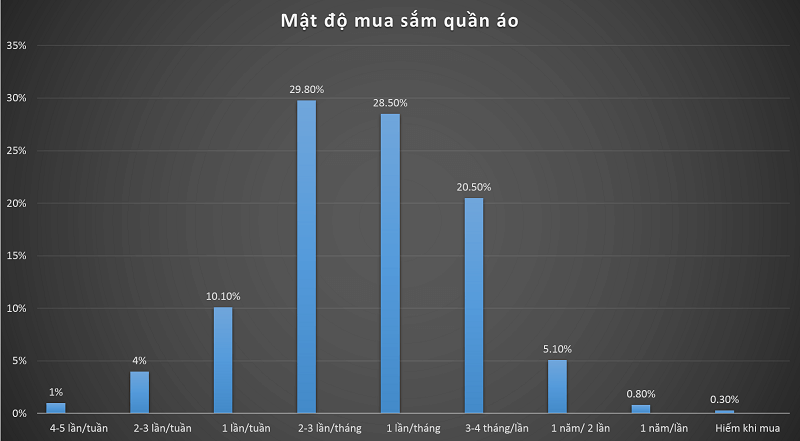 Mật độ mua sắm quần áo
35%
30%
25%
20%
15%
10%
5%
0%
1%
4%
10.10%
29.80%
28.50%
20.50%
5.10%
0.80%
0.30%
4-5 lần/tuần
2-3 lần/tuần
1 lần/tuần
2-3 lần/tháng
1 lần/tháng
3-4 tháng/lần
1 năm/ 2 lần
1 năm/lần
Hiếm khi mua